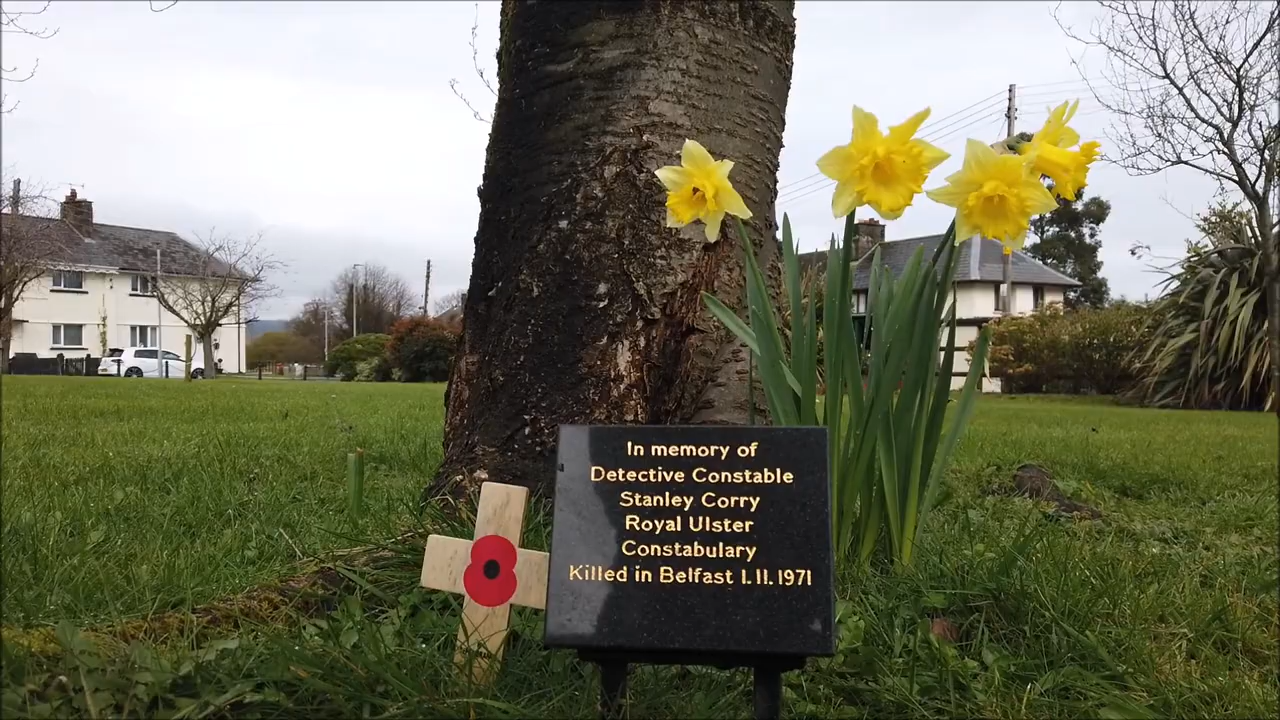 In memory of
Detective Constable
Stanley Corry
Royal Ulster
Constabulary
Killed in Belfast 1.11.1971